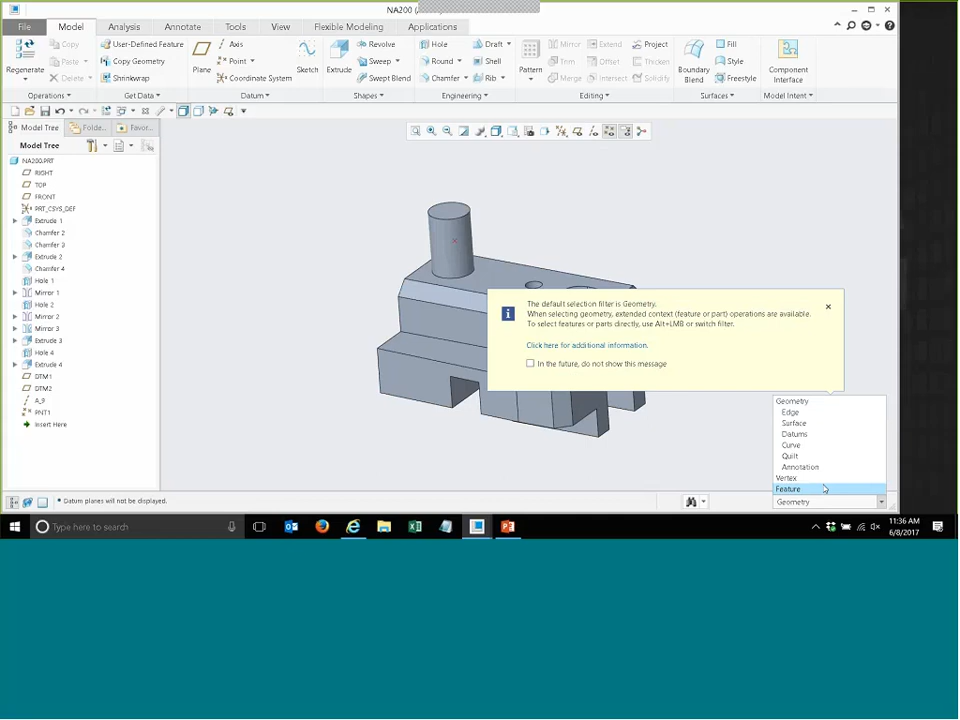 NA200 (
File
Model
Analysis
Annotate
Tools
View
Flexible Modeling
Applications
Regenerate
Copy
Paste
Delete
User-Defined Feature
Copy Geometry
Shrinkwrap
Plane
Axis
Point
Coordinate System
Sketch
Extrude
Revolve
Sweep
Swept Blend
Hole
Round
Chamfer
Draft
Shell
Rib
Pattern
Mirror
Trim
Merge
Extend
Offset
Intersect
Project
Thicken
Solidify
Boundary
Blend
Fill
Style
Freestyle
Component
Interface
Operations
Get Data
Datum
Shapes
Engineering
Editing
Surfaces
Model Intent
Model Tree
Folde..
Favor...
Model Tree
NA200.PRT
RIGHT
TOP
FRONT
PRT_CSYS_DEF
Extrude 1
Chamfer 2
Chamfer 3
Extrude 2
Chamfer 4
Hole 1
Mirror 1
Hole 2
Mirror 2
Mirror 3
Extrude 3
Hole 4
Extrude 4
DTM1
DTM2
A_9
PNT1
Insert Here
The default selection filter is Geometry.
When selecting geometry, extended context (feature or part) operations are available.
To select features or parts directly, use Alt+LMB or switch filter.
Click here for additional information.
In the future, do not show this message
Geometry
Edge
Surface
Datums
Curve
Quilt
Annotation
Vertex
Feature
Geometry
• Datum planes will not be displayed.
Type here to search
11:36 AM
6/8/2017